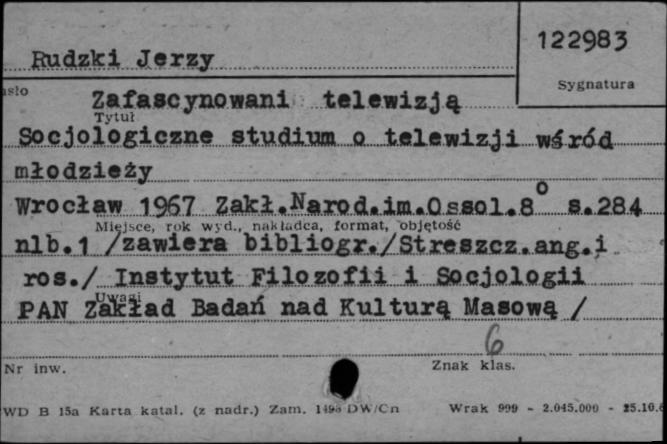 Rudzki Jerzy
122983
Sygnatura
Zafascynowani telewizją
Tytuł
Socjologiczne studium o telewizji wśród
młodzieży
Wrocław 1967 Zakł.Narod.im.Ossol.8° s.284
Miejsce, rok wyd., nakładca, format, objętość
nlb.1 /zawiera bibliogr./Streszcz.ang.i
ros./ Instytut Filozofii i Socjologii
Uwagi
PAN Zakład Badań nad Kulturą Masową /
6
Nr inw.
Znak klas.
WD B 15a Karta katal. (z nadr.) Zam. 1498 DW/Cn Wrak 999 - 2.045.000 -